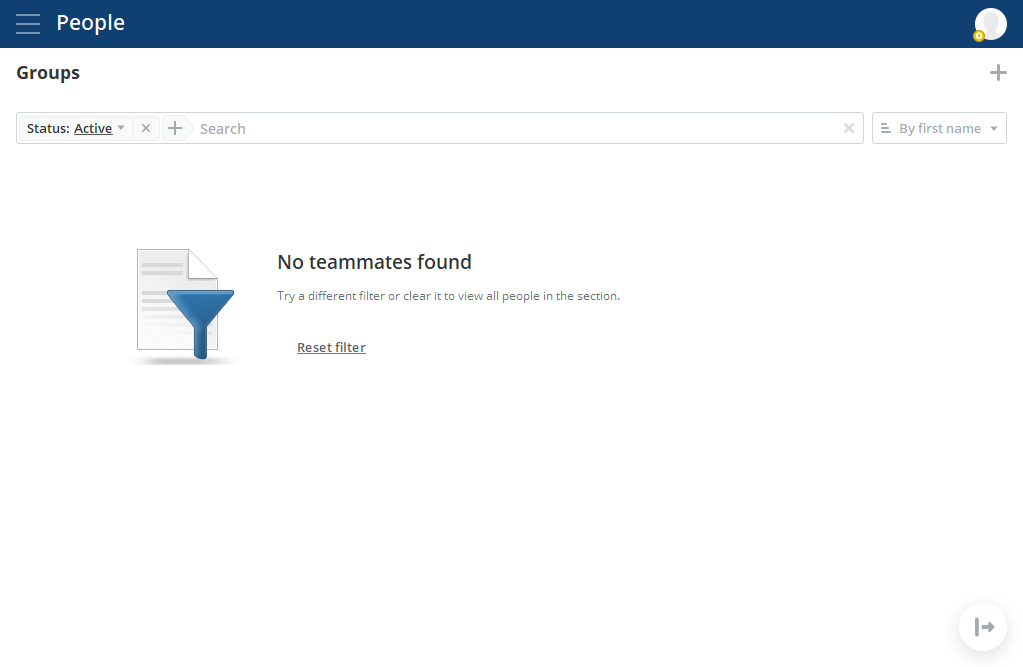 People
Groups
Status: Active
Search
By first name
No teammates found
Try a different filter or clear it to view all people in the section.
Reset filter